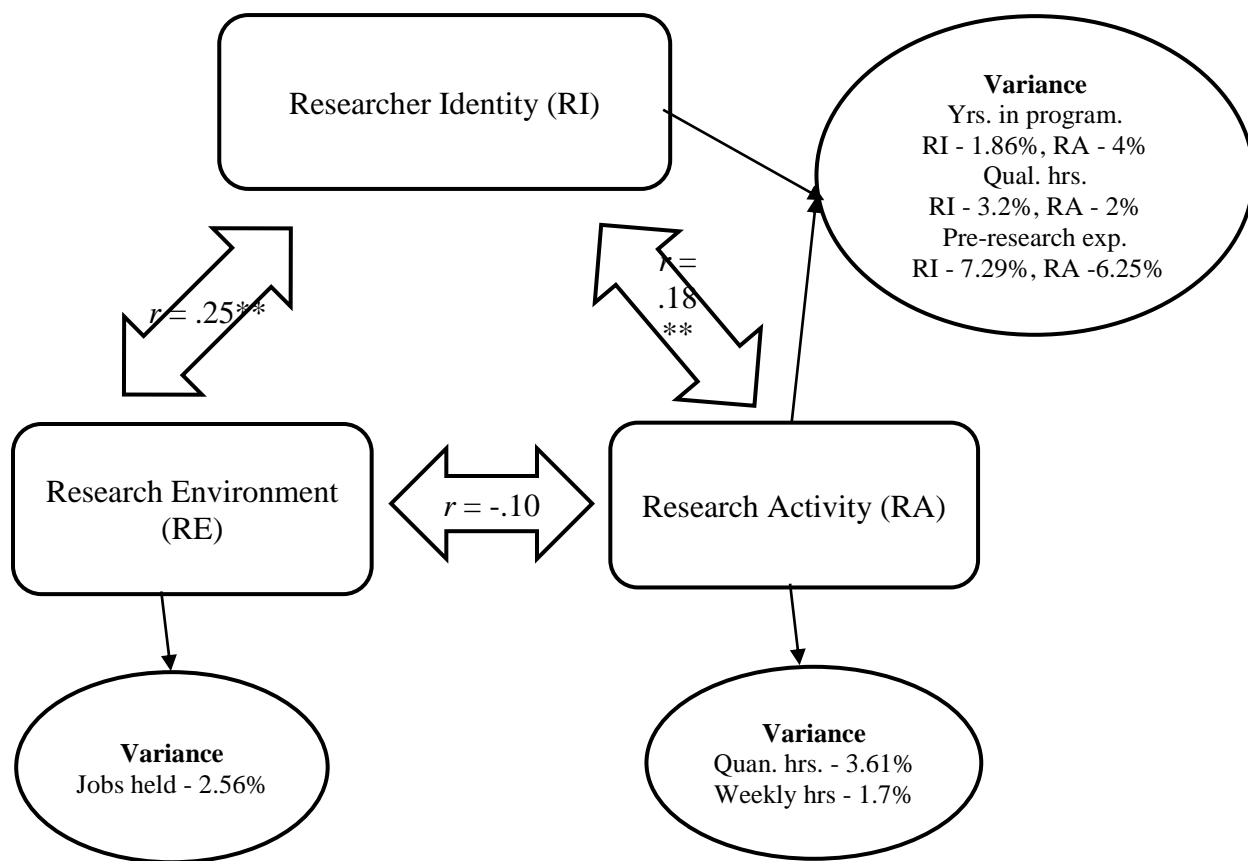 Researcher Identity (RI)
Variance
Yrs. in program.
RI - 1.86%, RA - 4%
Qual. hrs.
RI - 3.2%, RA - 2%
Pre-research exp.
RI - 7.29%, RA -6.25%
r = .25**
r =
.18
**
Research Environment
(RE)
r = -.10
Research Activity (RA)
Variance
Jobs held - 2.56%
Variance
Quan. hrs. - 3.61%
Weekly hrs - 1.7%